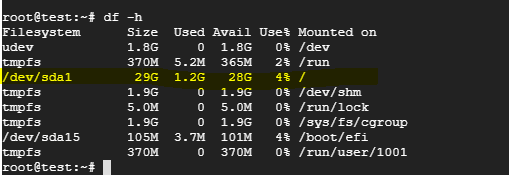 root@test:~# df -h
Filesystem      Size  Used Avail Use% Mounted on
udev            1.8G     0  1.8G   0% /dev
tmpfs           370M  5.2M  365M   2% /run
/dev/sda1        29G  1.2G   28G   4% /
tmpfs           1.9G     0  1.9G   0% /dev/shm
tmpfs           5.0M     0  5.0M   0% /run/lock
tmpfs           1.9G     0  1.9G   0% /sys/fs/cgroup
/dev/sda15      105M  3.7M  101M   4% /boot/efi
tmpfs           370M     0  370M   0% /run/user/1001
root@test:~#